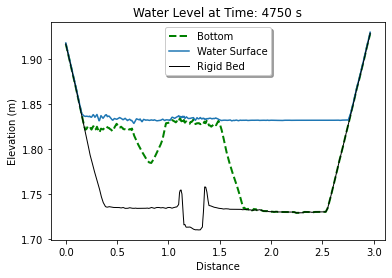 Water Level at Time: 4750 s
Bottom
Water Surface
Rigid Bed
Elevation (m)
1.90
1.85
1.80
1.75
1.70
0.0 0.5 1.0 1.5 2.0 2.5 3.0
Distance